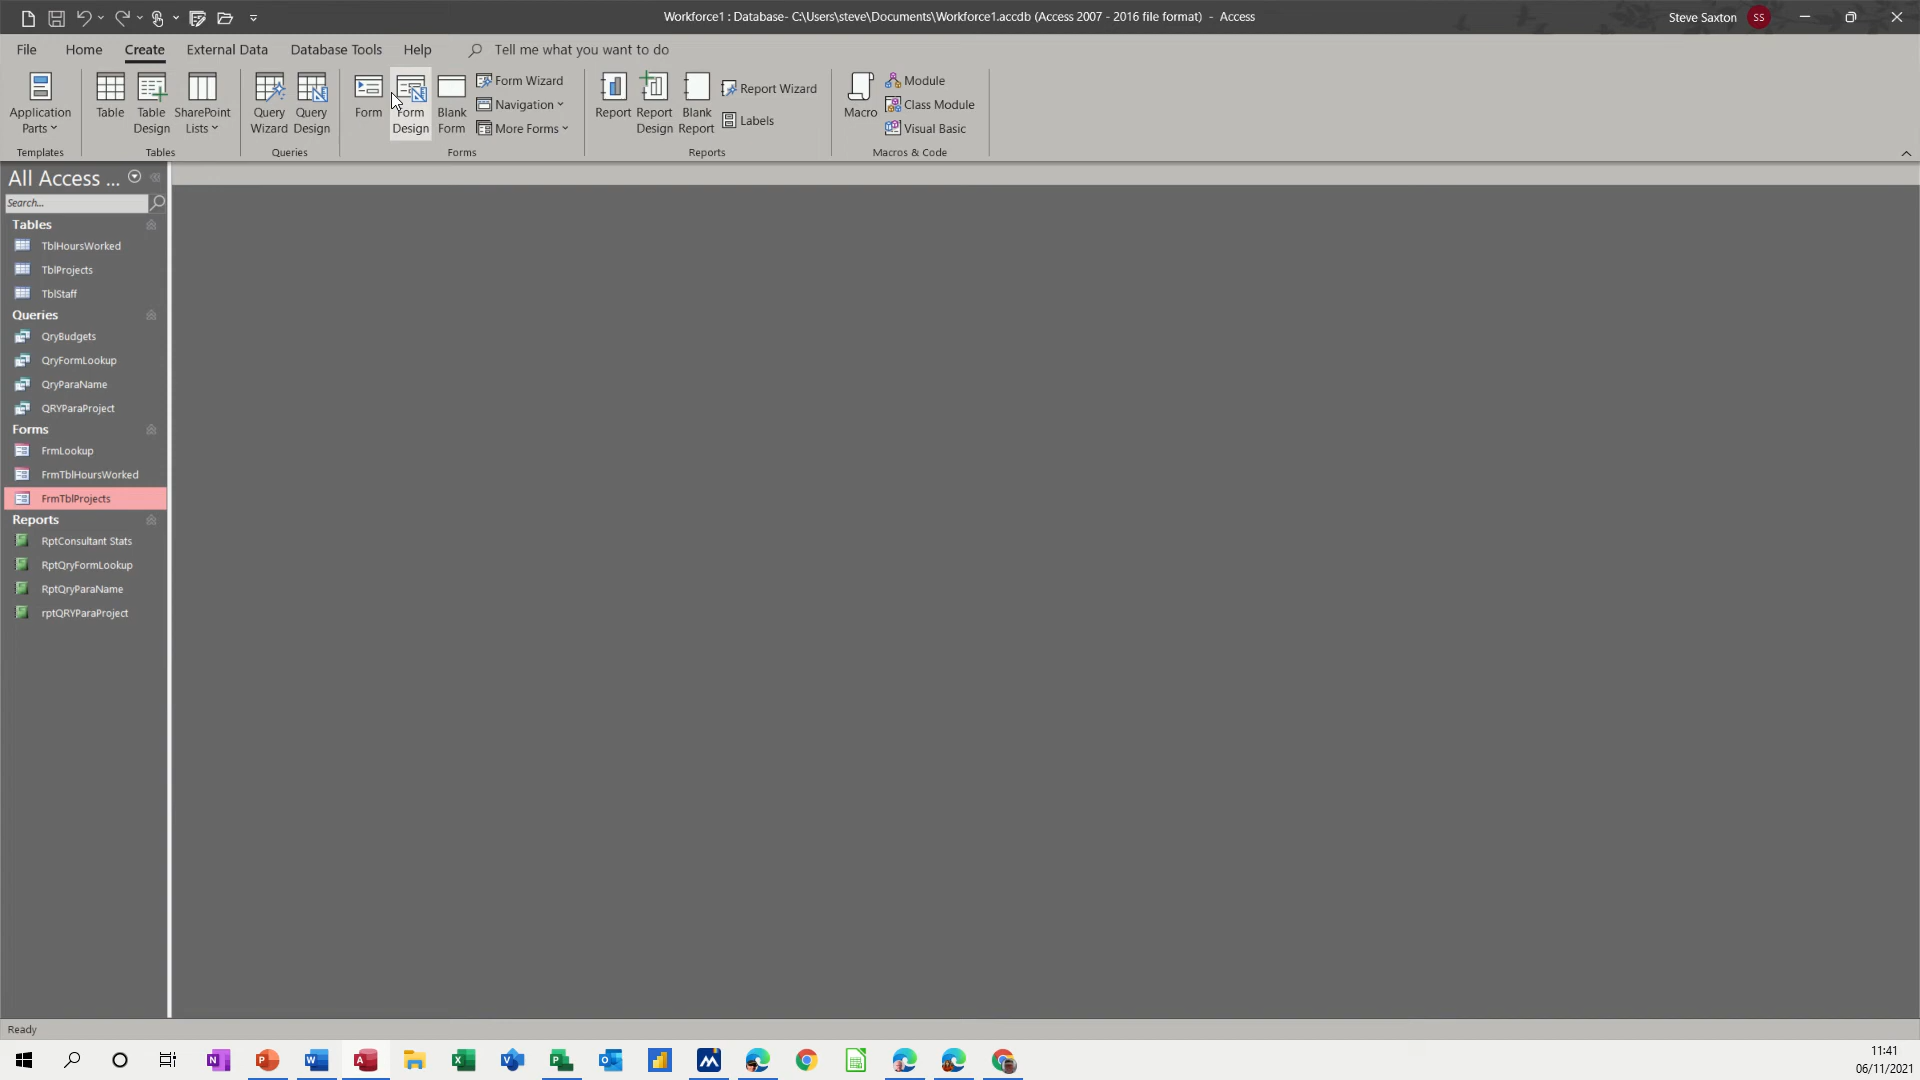 Workforce1 : Database- C:\Users\steve\Documents\Workforce1.accdb (Access 2007 - 2016 file format) - Access
Steve Saxton SS
File Home Create External Data Database Tools Help Tell me what you want to do
Application Parts
Templates
Table
Table Design
SharePoint Lists
Tables
Query Wizard
Query Design
Queries
Form
Form Design
Blank Form
Form Wizard
Navigation
More Forms
Forms
Report
Report Design
Blank Report
Report Wizard
Labels
Reports
Macro
Module
Class Module
Visual Basic
Macros & Code
All Access ...
Search...
Tables
TblHoursWorked
TblProjects
TblStaff
Queries
QryBudgets
QryFormLookup
QryParaName
QRYParaProject
Forms
FrmLookup
FrmTblHoursWorked
FrmTblProjects
Reports
RptConsultant Stats
RptQryFormLookup
RptQryParaName
rptQRYParaProject
Ready
11:41
06/11/2021